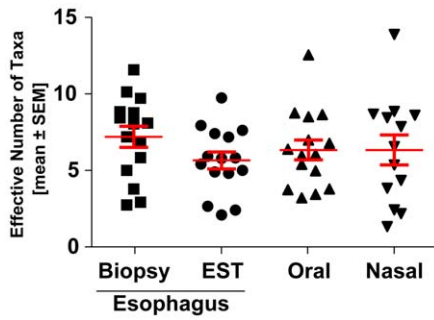 Effective Number of Taxa
[mean ± SEM]
15
10
5
0
Biopsy EST Oral Nasal
Esophagus